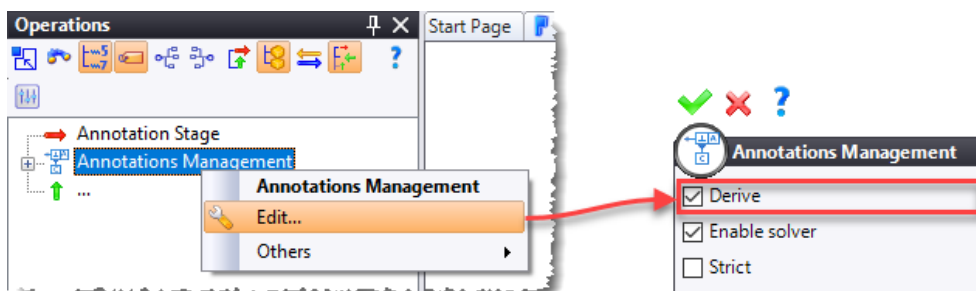 Operations
Start Page
Annotation Stage
Annotations Management
...
Annotations Management
Edit...
Others
Annotations Management
Derive
Enable solver
Strict